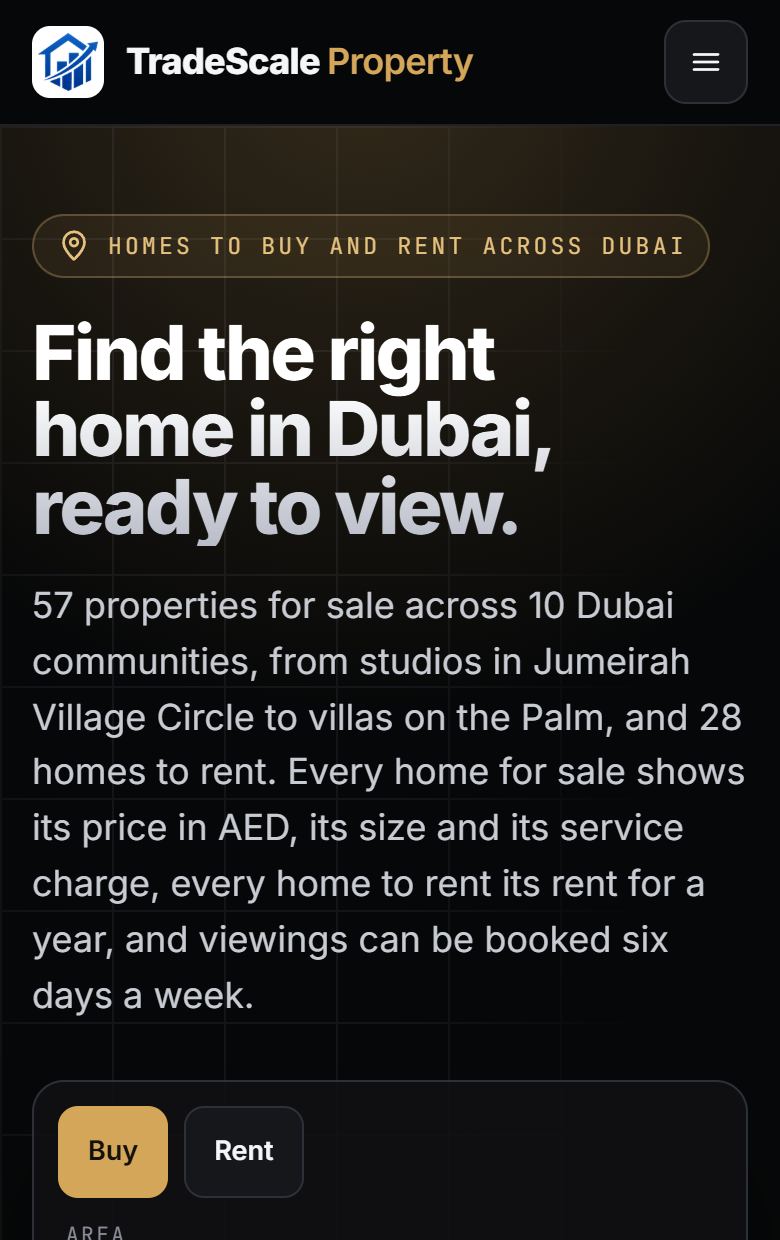 TradeScale Property
HOMES TO BUY AND RENT ACROSS DUBAI
Find the right
home in Dubai,
ready to view.
57 properties for sale across 10 Dubai
communities, from studios in Jumeirah
Village Circle to villas on the Palm, and 28
homes to rent. Every home for sale shows
its price in AED, its size and its service
charge, every home to rent its rent for a
year, and viewings can be booked six
days a week.
Buy Rent
AREA